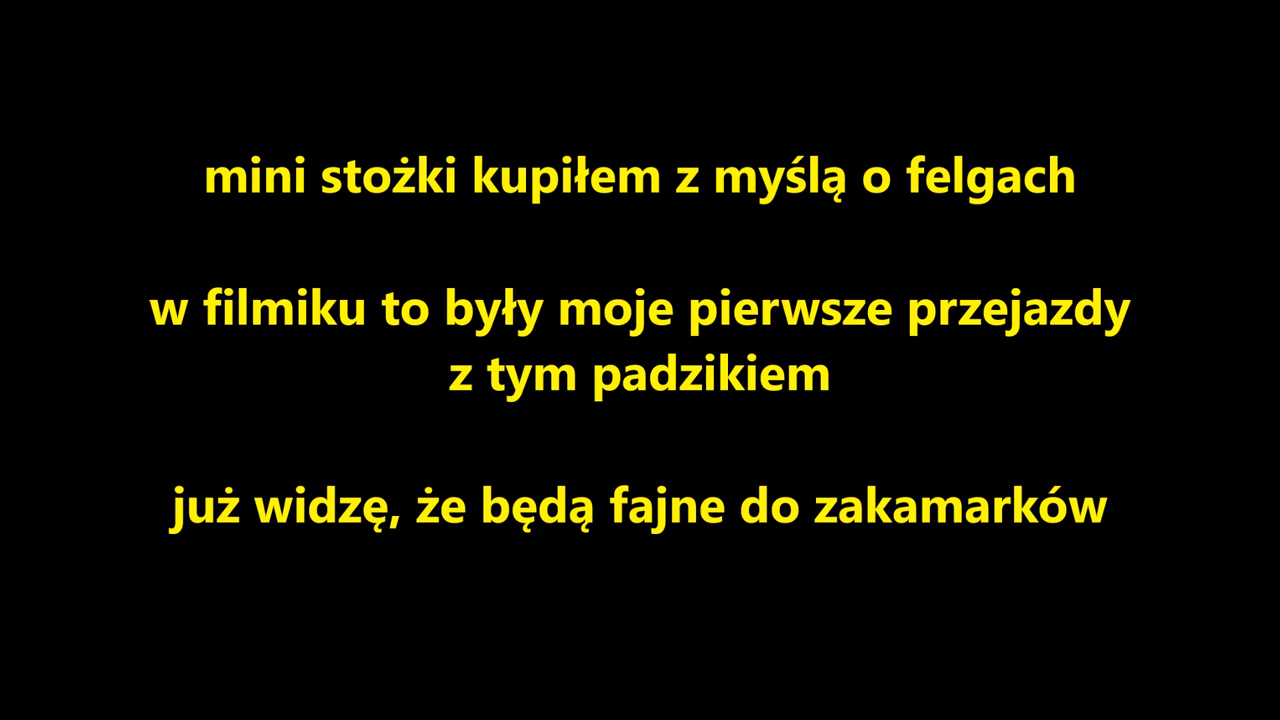 mini stożki kupiłem z myślą o felgach
w filmiku to były moje pierwsze przejazdy
z tym padzikiem
już widzę, że będą fajne do zakamarków